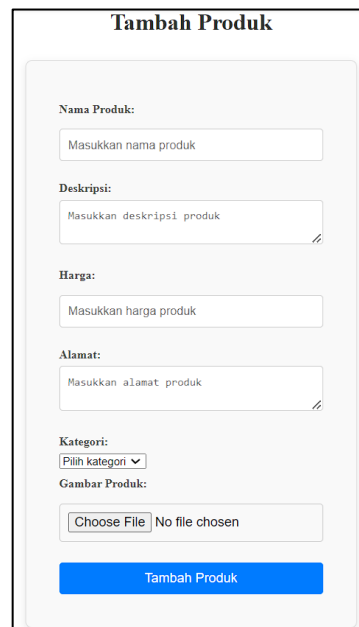 Tambah Produk
Nama Produk:
Masukkan nama produk
Deskripsi:
Masukkan deskripsi produk
Harga:
Masukkan harga produk
Alamat:
Masukkan alamat produk
Kategori:
Pilih kategori
Gambar Produk:
Choose File No file chosen
Tambah Produk